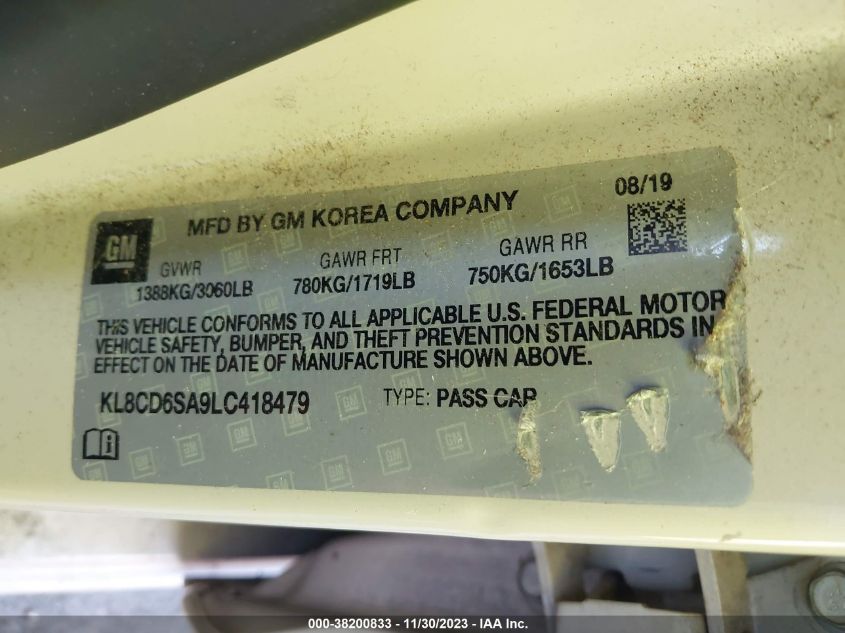 GM
MFD BY GM KOREA COMPANY
08/19
GVWR
GAWR FRT
GAWR RR
1388KG/3060LB
780KG/1719LB
750KG/1653LB
THIS VEHICLE CONFORMS TO ALL APPLICABLE U.S. FEDERAL MOTOR
VEHICLE SAFETY, BUMPER, AND THEFT PREVENTION STANDARDS IN
EFFECT ON THE DATE OF MANUFACTURE SHOWN ABOVE.
KL8CD6SA9LC418479
TYPE: PASS CAR
000-38200833 - 11/30/2023 - IAA Inc.